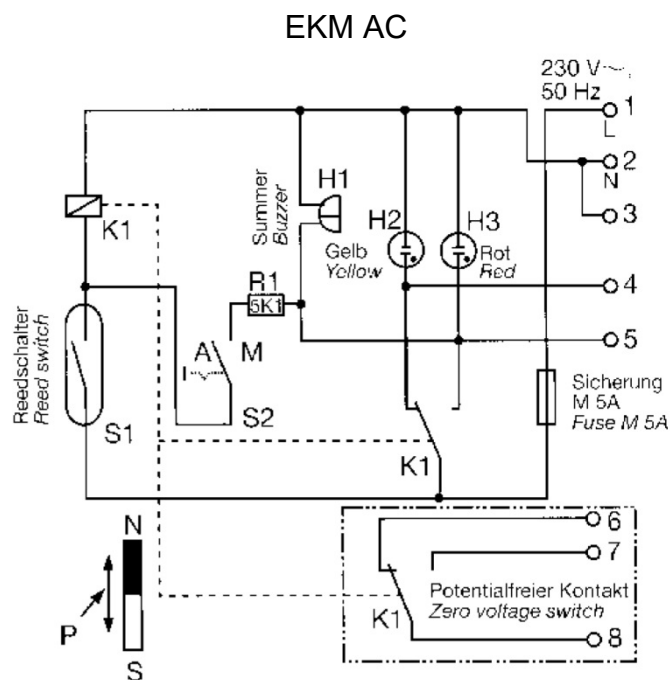 EKM AC
230 V~,
50 Hz
1
L
2
N
3
K1
Summer
Buzzer
H1
H2
Gelb
Yellow
H3
Rot
Red
4
R1
5K1
5
Reedschalter
Reed switch
S1
A
M
S2
K1
Sicherung
M 5A
Fuse M 5A
6
7
Potentialfreier Kontakt
Zero voltage switch
K1
8
N
P
S